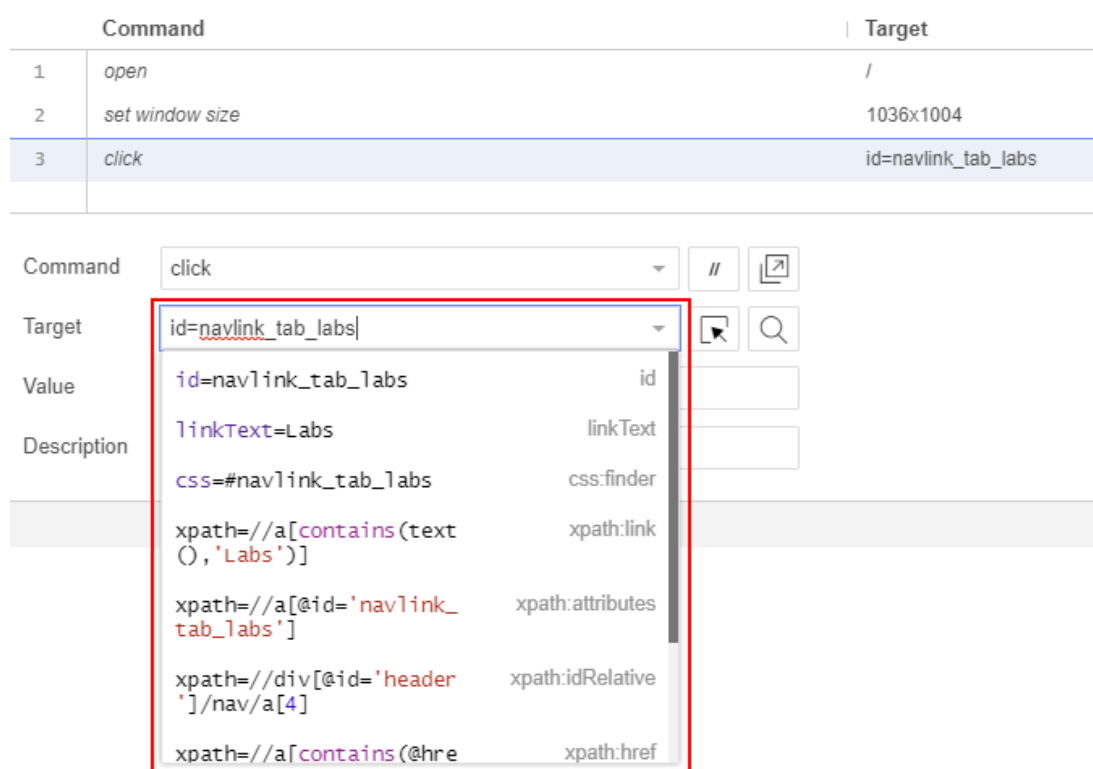 Command Target
1 open /
2 set window size 1036x1004
3 click id=navlink_tab_labs
Command click //
Target id=navlink_tab_labs
id=navlink_tab_labs id
Value
linkText=Labs linkText
Description
css=#navlink_tab_labs css:finder
xpath=//a[contains(text xpath:link
(),'Labs')]
xpath=//a[@id='navlink_ xpath:attributes
tab_labs']
xpath=//div[@id='header xpath:idRelative
']/nav/a[4]
xpath=//a[contains(@hre xpath:href